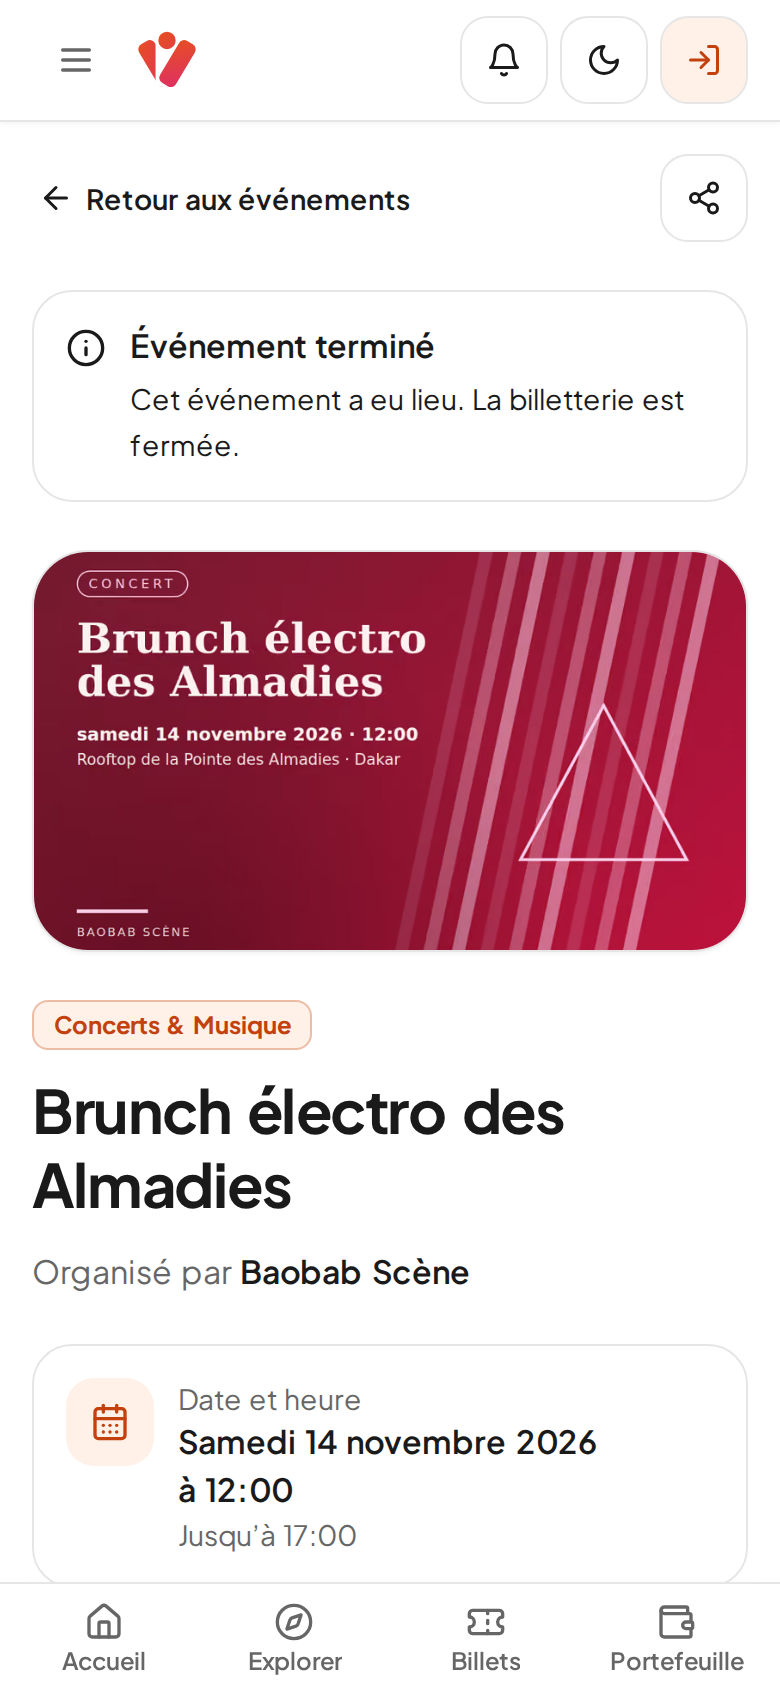 Retour aux événements
Événement terminé
Cet événement a eu lieu. La billetterie est
fermée.
CONCERT
Brunch électro
des Almadies
samedi 14 novembre 2026 · 12:00
Rooftop de la Pointe des Almadies · Dakar
BAOBAB SCÈNE
Concerts & Musique
Brunch électro des
Almadies
Organisé par Baobab Scène
Date et heure
Samedi 14 novembre 2026
à 12:00
Jusqu’à 17:00
Accueil
Explorer
Billets
Portefeuille